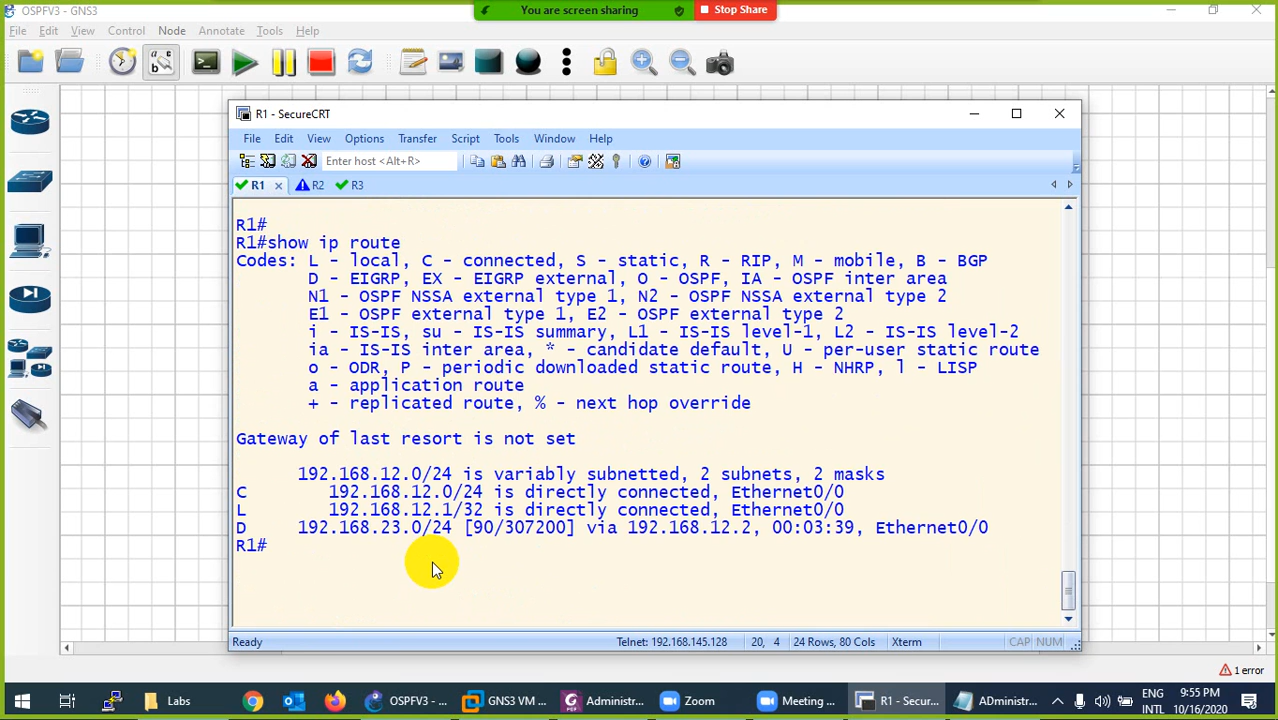 OSPFV3 - GNS3
You are screen sharing
Stop Share
File Edit View Control Node Annotate Tools Help
R1 - SecureCRT
File Edit View Options Transfer Script Tools Window Help
Enter host <Alt+R>
R1 R2 R3
R1#
R1#show ip route
Codes: L - local, C - connected, S - static, R - RIP, M - mobile, B - BGP
D - EIGRP, EX - EIGRP external, O - OSPF, IA - OSPF inter area
N1 - OSPF NSSA external type 1, N2 - OSPF NSSA external type 2
E1 - OSPF external type 1, E2 - OSPF external type 2
i - IS-IS, su - IS-IS summary, L1 - IS-IS level-1, L2 - IS-IS level-2
ia - IS-IS inter area, * - candidate default, U - per-user static route
o - ODR, P - periodic downloaded static route, H - NHRP, l - LISP
a - application route
+ - replicated route, % - next hop override
Gateway of last resort is not set
192.168.12.0/24 is variably subnetted, 2 subnets, 2 masks
C 192.168.12.0/24 is directly connected, Ethernet0/0
L 192.168.12.1/32 is directly connected, Ethernet0/0
D 192.168.23.0/24 [90/307200] via 192.168.12.2, 00:03:39, Ethernet0/0
R1#
Ready Telnet: 192.168.145.128 20, 4 24 Rows, 80 Cols Xterm CAP NUM
1 error
Labs OSPFV3 - ... GNS3 VM ... Administr... Zoom Meeting ... R1 - Secur... ADministr...
ENG 9:55 PM
INTL 10/16/2020